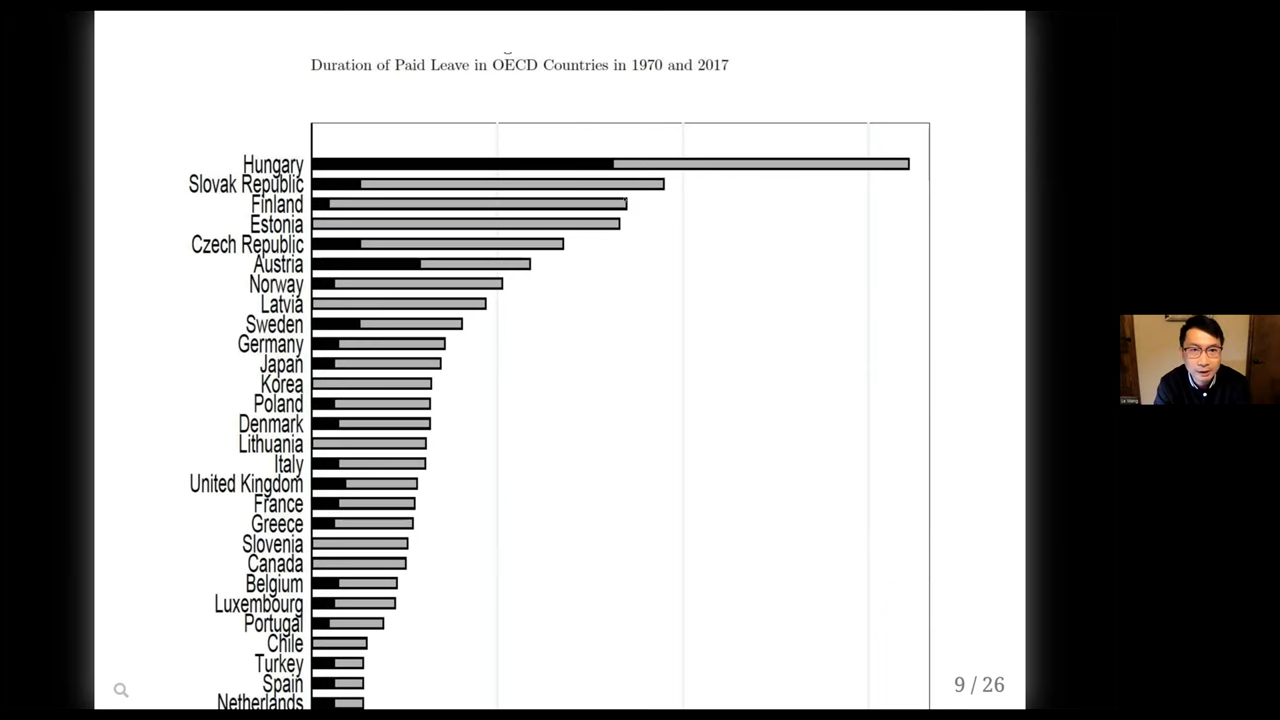 Duration of Paid Leave in OECD Countries in 1970 and 2017
Hungary
Slovak Republic
Finland
Estonia
Czech Republic
Austria
Norway
Latvia
Sweden
Germany
Japan
Korea
Poland
Denmark
Lithuania
Italy
United Kingdom
France
Greece
Slovenia
Canada
Belgium
Luxembourg
Portugal
Chile
Turkey
Spain
Netherlands
9 / 26